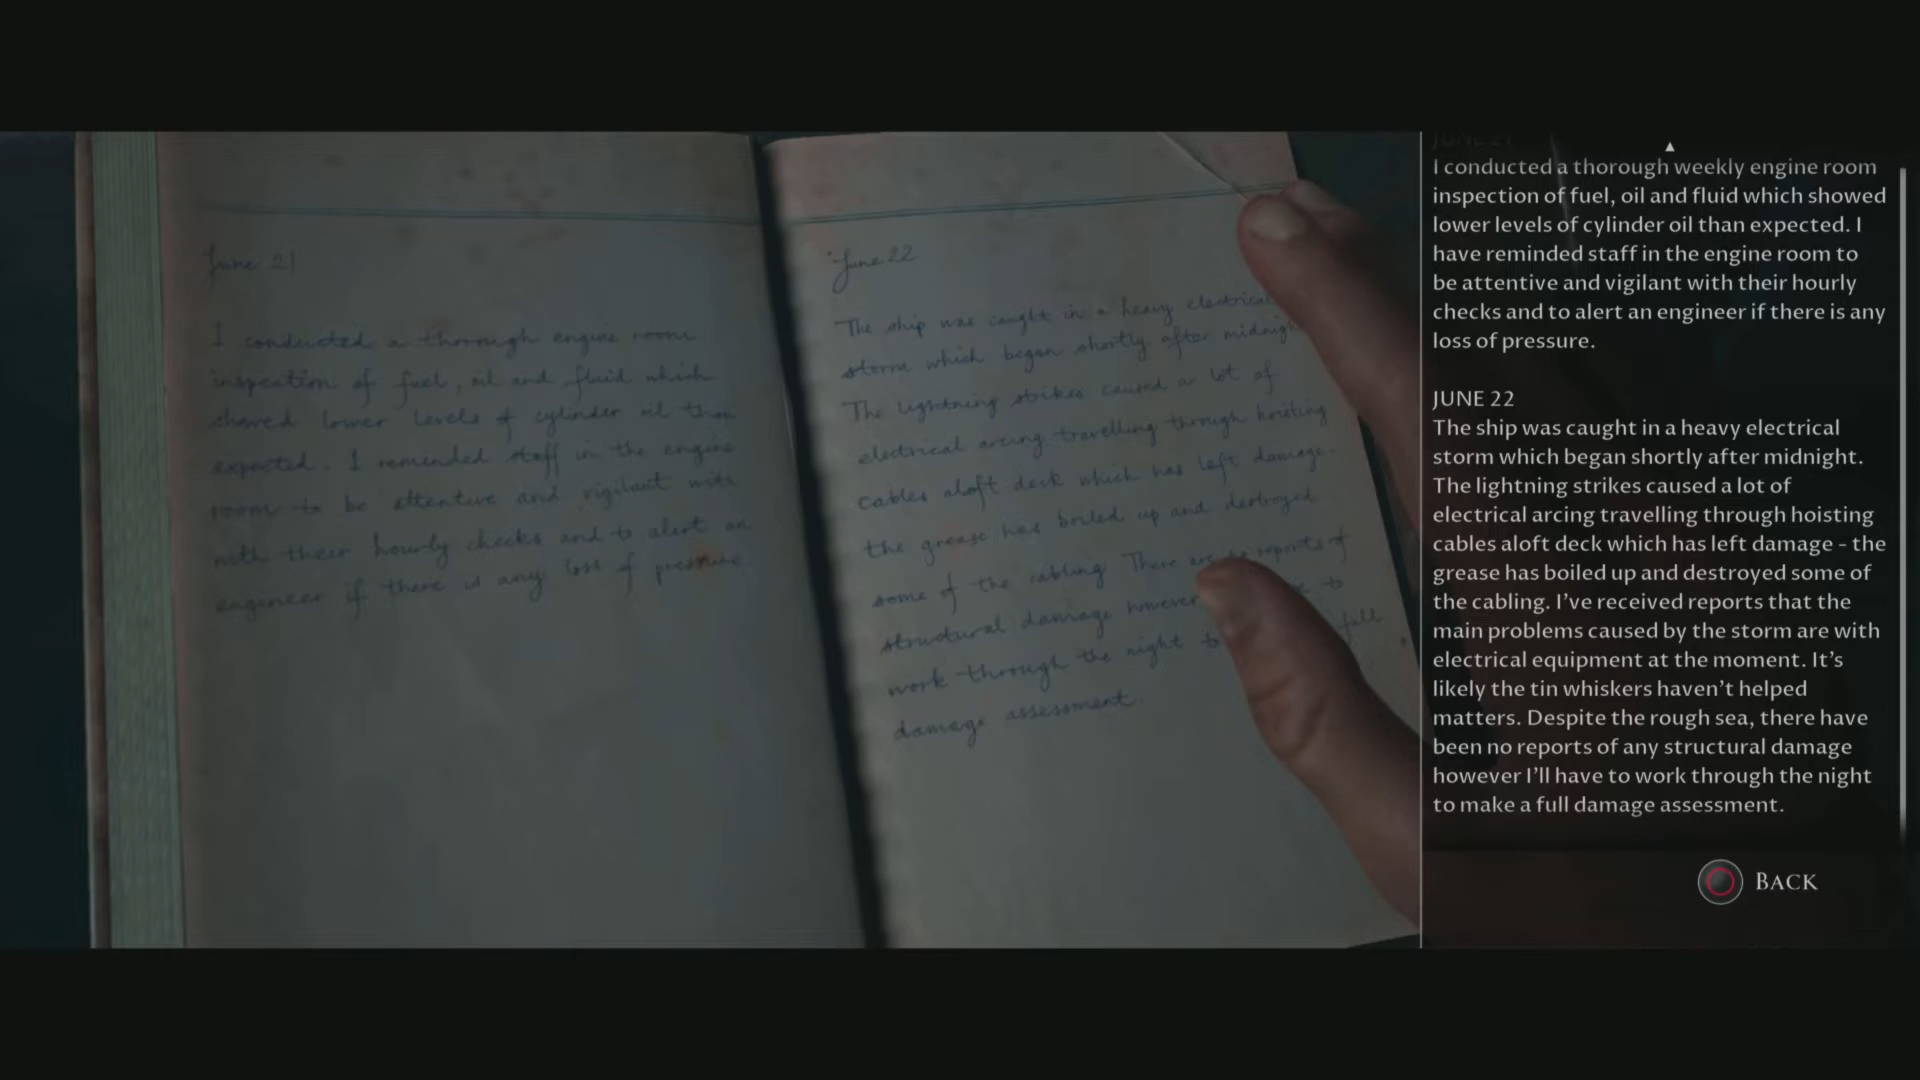 June 21
I conducted a thorough engine room
inspection of fuel, oil and fluid which
showed lower levels of cylinder oil than
expected. I reminded staff in the engine
room to be attentive and vigilant with
with their hourly checks and to alert an
engineer if there is any loss of pressure.
June 22
The ship was caught in a heavy electrical
storm which began shortly after midnight
The lightning strikes caused a lot of
electrical arcing travelling through hoisting
cables aloft deck which has left damage-
the grease has boiled up and destroyed
some of the cabling There are reports of
structural damage however to
work through the night full
damage assessment.
JUNE 21
I conducted a thorough weekly engine room
inspection of fuel, oil and fluid which showed
lower levels of cylinder oil than expected. I
have reminded staff in the engine room to
be attentive and vigilant with their hourly
checks and to alert an engineer if there is any
loss of pressure.
JUNE 22
The ship was caught in a heavy electrical
storm which began shortly after midnight.
The lightning strikes caused a lot of
electrical arcing travelling through hoisting
cables aloft deck which has left damage - the
grease has boiled up and destroyed some of
the cabling. I've received reports that the
main problems caused by the storm are with
electrical equipment at the moment. It's
likely the tin whiskers haven't helped
matters. Despite the rough sea, there have
been no reports of any structural damage
however I'll have to work through the night
to make a full damage assessment.
BACK